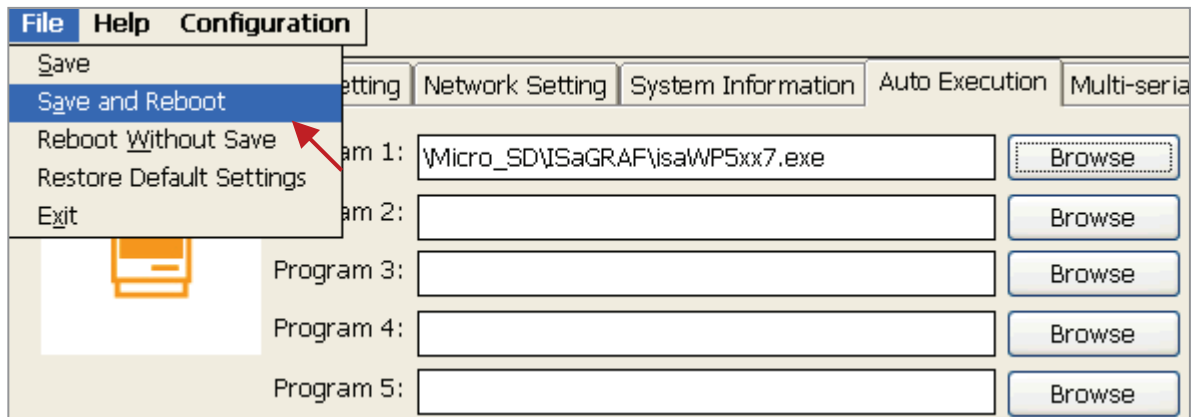 File Help Configuration
Save
Save and Reboot
Reboot Without Save
Restore Default Settings
Exit
etting Network Setting System Information Auto Execution Multi-seria
am 1: \Micro_SD\ISaGRAF\isaWP5xx7.exe Browse
am 2: Browse
Program 3: Browse
Program 4: Browse
Program 5: Browse